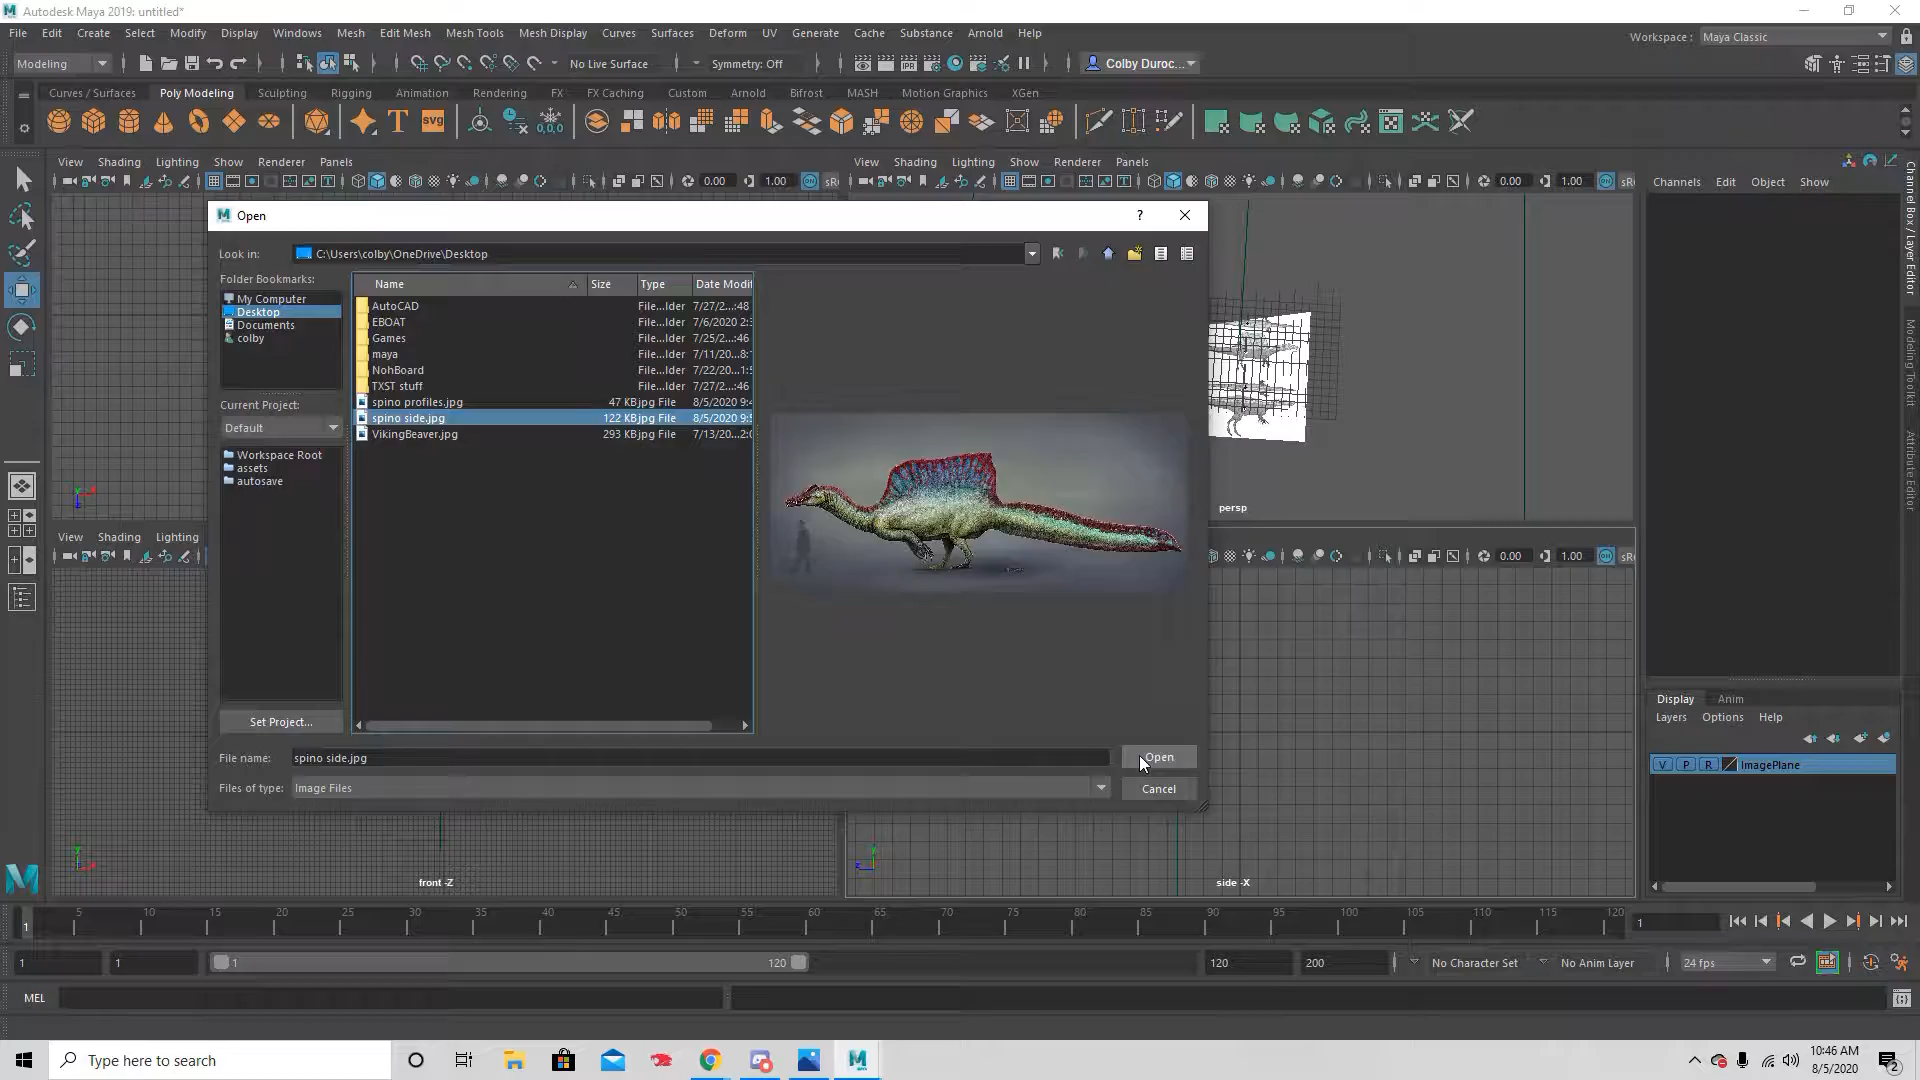 Autodesk Maya 2019: untitled*
File Edit Create Select Modify Display Windows Mesh Edit Mesh Mesh Tools Mesh Display Curves Surfaces Deform UV Generate Cache Substance Arnold Help
Workspace : Maya Classic
Modeling No Live Surface Symmetry: Off Colby Duroc...
Curves / Surfaces Poly Modeling Sculpting Rigging Animation Rendering FX FX Caching Custom Arnold Bifrost MASH Motion Graphics XGen
View Shading Lighting Show Renderer Panels
View Shading Lighting Show Renderer Panels
0.00 1.00
0.00 1.00
Channels Edit Object Show
Channel Box / Layer Editor
Modeling Toolkit
Attribute Editor
Open
Look in: C:\Users\colby\OneDrive\Desktop
Folder Bookmarks:
My Computer
Desktop
Documents
colby
Current Project:
Default
Workspace Root
assets
autosave
Set Project...
Name Size Type Date Modif
AutoCAD File...lder 7/27/2...:48
EBOAT File...lder 7/6/2020 2:
Games File...lder 7/25/2...:46
maya File...lder 7/11/20...8:
NohBoard File...lder 7/22/20...1:
TXST stuff File...lder 7/27/2...:46
spino profiles.jpg 47 KB jpg File 8/5/2020 9:
spino side.jpg 122 KB jpg File 8/5/2020 9:
VikingBeaver.jpg 293 KB jpg File 7/13/20...2:
File name: spino side.jpg Open
Files of type: Image Files Cancel
persp
View Shading Lighting
0.00 1.00
front -Z
side -X
Display Anim
Layers Options Help
V P R ImagePlane
5 10 15 20 25 30 35 40 45 50 55 60 65 70 75 80 85 90 95 100 105 110 115 120
1 1
1 1 1 120 120 200 No Character Set No Anim Layer 24 fps
MEL
Type here to search
10:46 AM
8/5/2020
2